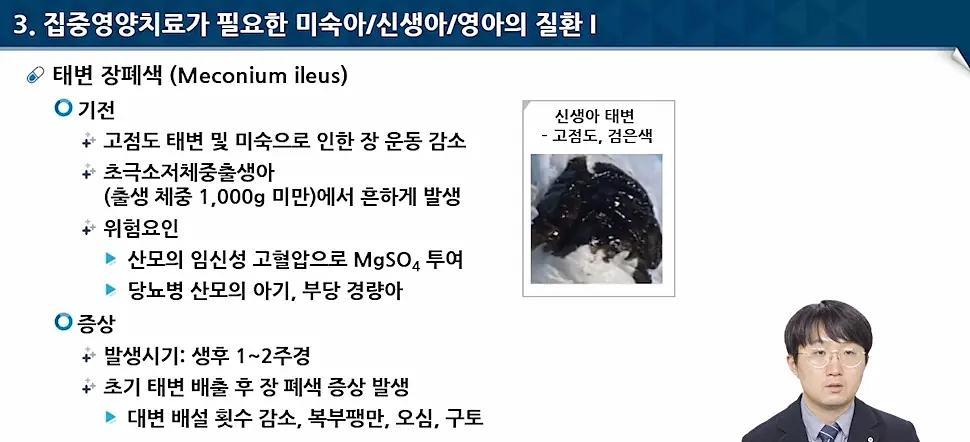 3. 집중영양치료가 필요한 미숙아/신생아/영아의 질환 I
태변 장폐색 (Meconium ileus)
기전
고점도 태변 및 미숙으로 인한 장 운동 감소
초극소저체중출생아
(출생 체중 1,000g 미만)에서 흔하게 발생
위험요인
산모의 임신성 고혈압으로 MgSO₄ 투여
당뇨병 산모의 아기, 부당 경량아
증상
발생시기: 생후 1~2주경
초기 태변 배출 후 장 폐색 증상 발생
대변 배설 횟수 감소, 복부팽만, 오심, 구토
신생아 태변
- 고점도, 검은색